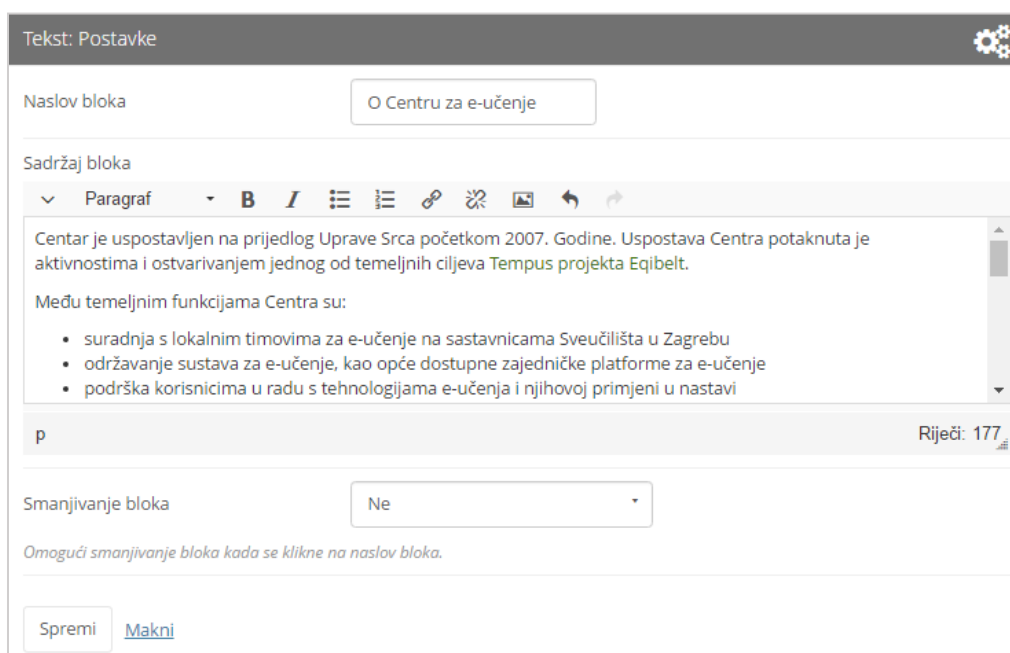 Tekst: Postavke
Naslov bloka
O Centru za e-učenje
Sadržaj bloka
Paragraf B I
Centar je uspostavljen na prijedlog Uprave Srca početkom 2007. Godine. Uspostava Centra potaknuta je
aktivnostima i ostvarivanjem jednog od temeljnih ciljeva Tempus projekta Eqibelt.
Među temeljnim funkcijama Centra su:
• suradnja s lokalnim timovima za e-učenje na sastavnicama Sveučilišta u Zagrebu
• održavanje sustava za e-učenje, kao opće dostupne zajedničke platforme za e-učenje
• podrška korisnicima u radu s tehnologijama e-učenja i njihovoj primjeni u nastavi
p Riječi: 177
Smanjivanje bloka
Ne
Omogući smanjivanje bloka kada se klikne na naslov bloka.
Spremi Makni